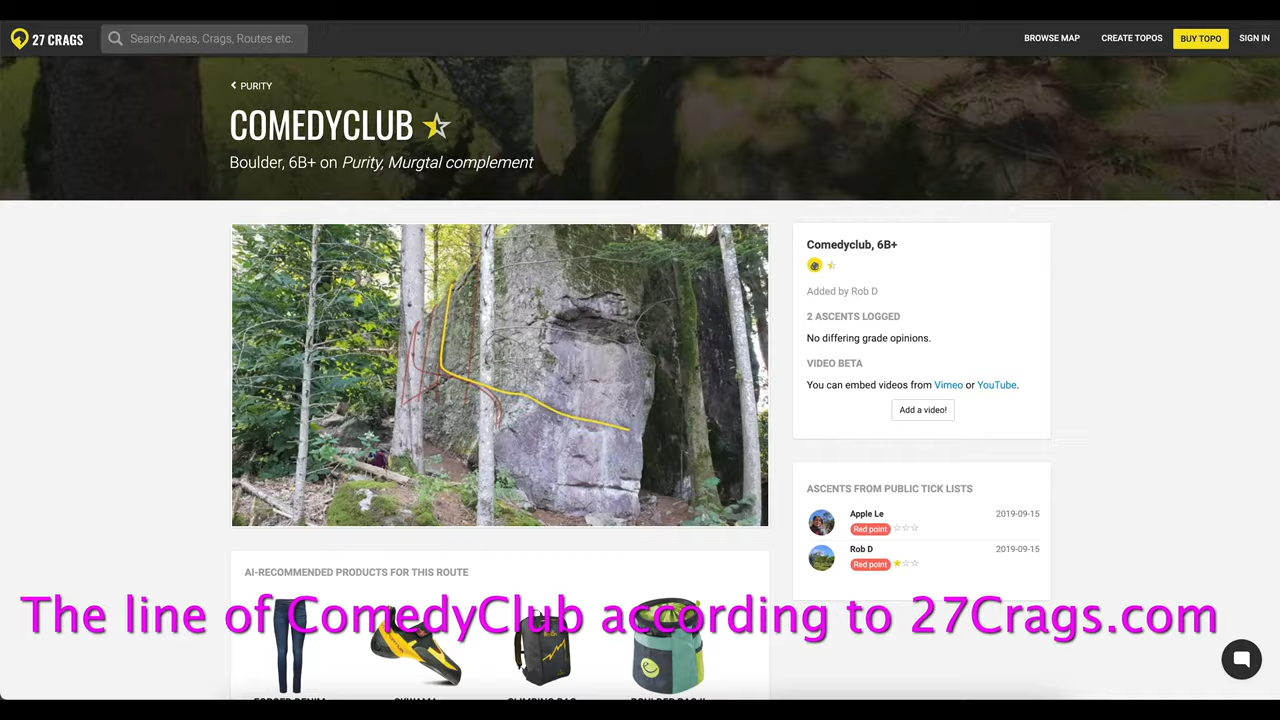 27 CRAGS
Search Areas, Crags, Routes etc.
BROWSE MAP
CREATE TOPOS
BUY TOPO
SIGN IN
PURITY
COMEDYCLUB
Boulder, 6B+ on Purity, Murgtal complement
Comedyclub, 6B+
Added by Rob D
2 ASCENTS LOGGED
No differing grade opinions.
VIDEO BETA
You can embed videos from Vimeo or YouTube.
Add a video!
ASCENTS FROM PUBLIC TICK LISTS
Apple Le
2019-09-15
Red point
Rob D
2019-09-15
Red point
AI-RECOMMENDED PRODUCTS FOR THIS ROUTE
The line of ComedyClub according to 27Crags.com